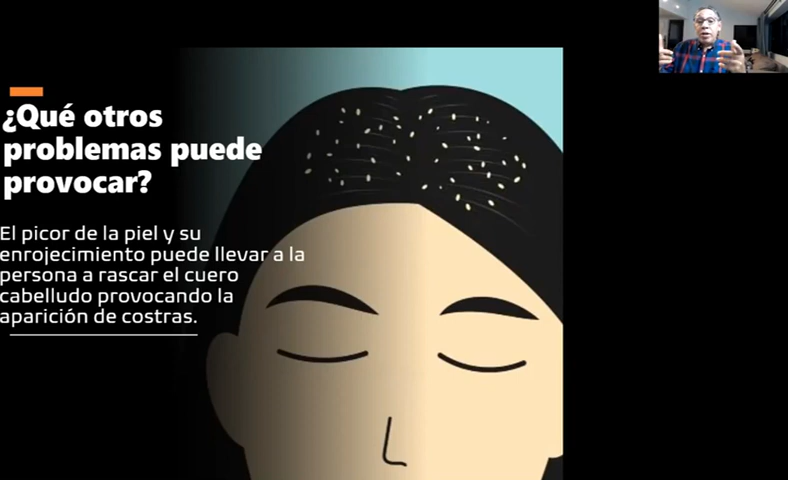 ¿Qué otros
problemas puede
provocar?
El picor de la piel y su
enrojecimiento puede llevar a la
persona a rascar el cuero
cabelludo provocando la
aparición de costras.